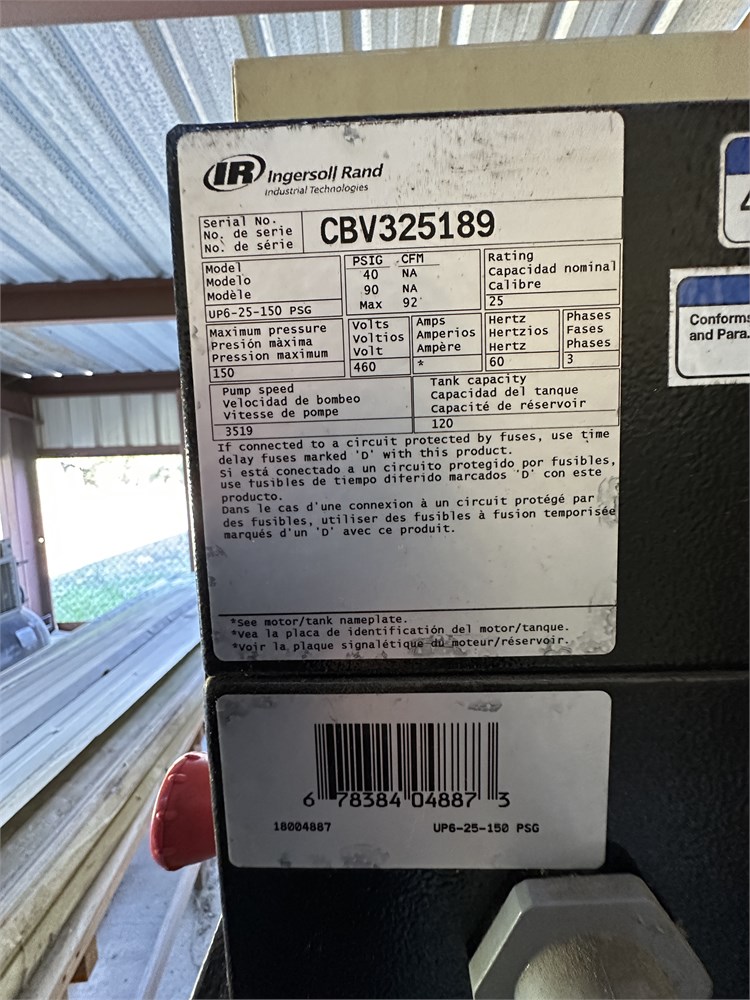 IR Ingersoll Rand
Industrial Technologies
Serial No.
No. de serie
No. de série
CBV325189
Model
Modelo
Modèle
UP6-25-150 PSG
PSIG CFM
40 NA
90 NA
Max 92
Rating
Capacidad nominal
Calibre
25
Maximum pressure
Presión màxima
Pression maximum
150
Volts
Voltios
Volt
460
Amps
Amperios
Ampère
*
Hertz
Hertzios
Hertz
60
Phases
Fases
Phases
3
Pump speed
Velocidad de bombeo
Vitesse de pompe
3519
Tank capacity
Capacidad del tanque
Capacité de réservoir
120
If connected to a circuit protected by fuses, use time
delay fuses marked 'D' with this product.
Si está conectado a un circuito protegido por fusibles,
use fusibles de tiempo diferido marcados 'D' con este
producto.
Dans le cas d'une connexion à un circuit protégé par
des fusibles, utiliser des fusibles à fusion temporisée
marqués d'un 'D' avec ce produit.
*See motor/tank nameplate.
*Vea la placa de identificación del motor/tanque.
*Voir la plaque signalétique du moteur/réservoir.
4
Conforms
and Para.
6 78384 04887 3
18004887 UP6-25-150 PSG